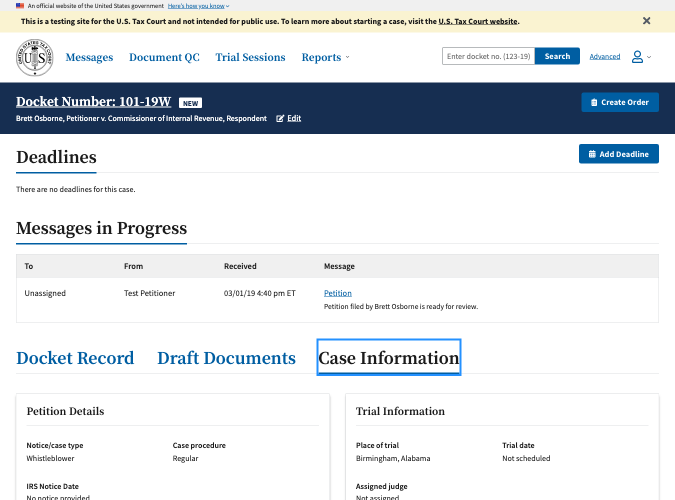 An official website of the United States government Here's how you know
This is a testing site for the U.S. Tax Court and not intended for public use. To learn more about starting a case, visit the U.S. Tax Court website.
Messages Document QC Trial Sessions Reports
Enter docket no. (123-19) Search Advanced
Docket Number: 101-19W NEW
Create Order
Brett Osborne, Petitioner v. Commissioner of Internal Revenue, Respondent Edit
Deadlines
Add Deadline
There are no deadlines for this case.
Messages in Progress
To From Received Message
Unassigned Test Petitioner 03/01/19 4:40 pm ET Petition
Petition filed by Brett Osborne is ready for review.
Docket Record Draft Documents Case Information
Petition Details
Notice/case type Case procedure
Whistleblower Regular
IRS Notice Date
No notice provided
Trial Information
Place of trial Trial date
Birmingham, Alabama Not scheduled
Assigned judge
Not assigned